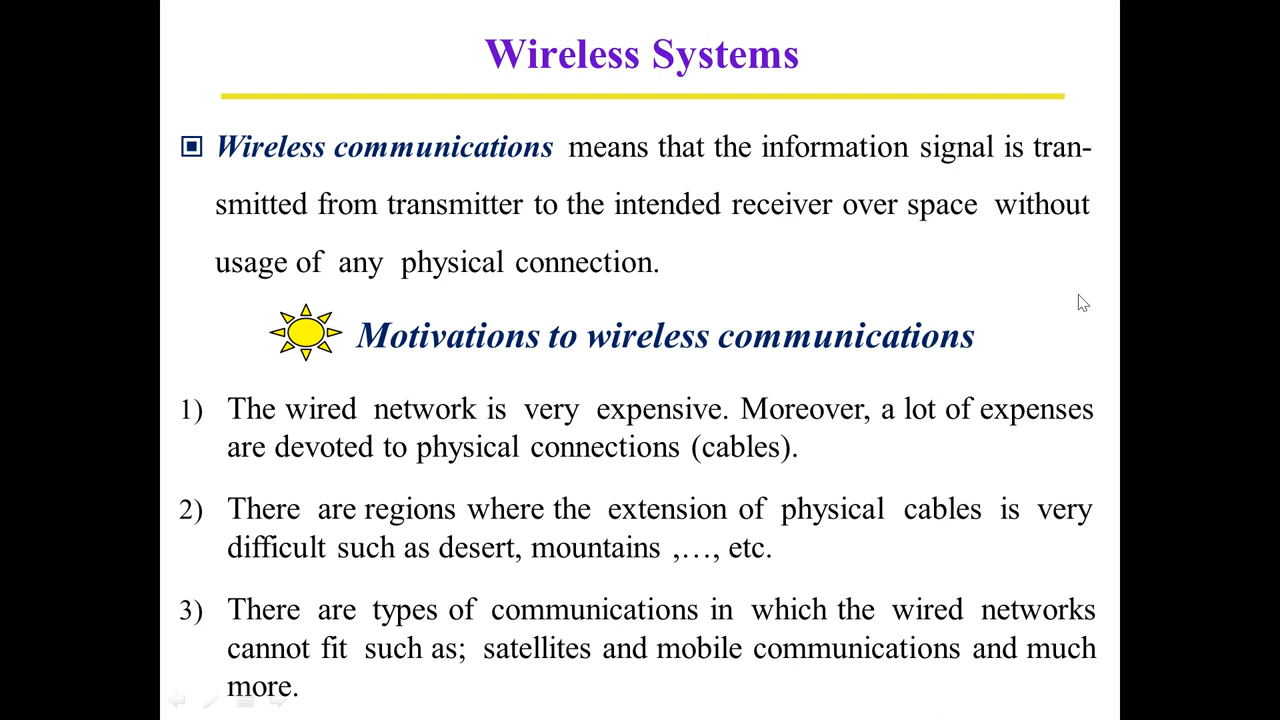 Wireless Systems
Wireless communications means that the information signal is tran-
smitted from transmitter to the intended receiver over space without
usage of any physical connection.
Motivations to wireless communications
1) The wired network is very expensive. Moreover, a lot of expenses
are devoted to physical connections (cables).
2) There are regions where the extension of physical cables is very
difficult such as desert, mountains ,…, etc.
3) There are types of communications in which the wired networks
cannot fit such as; satellites and mobile communications and much
more.